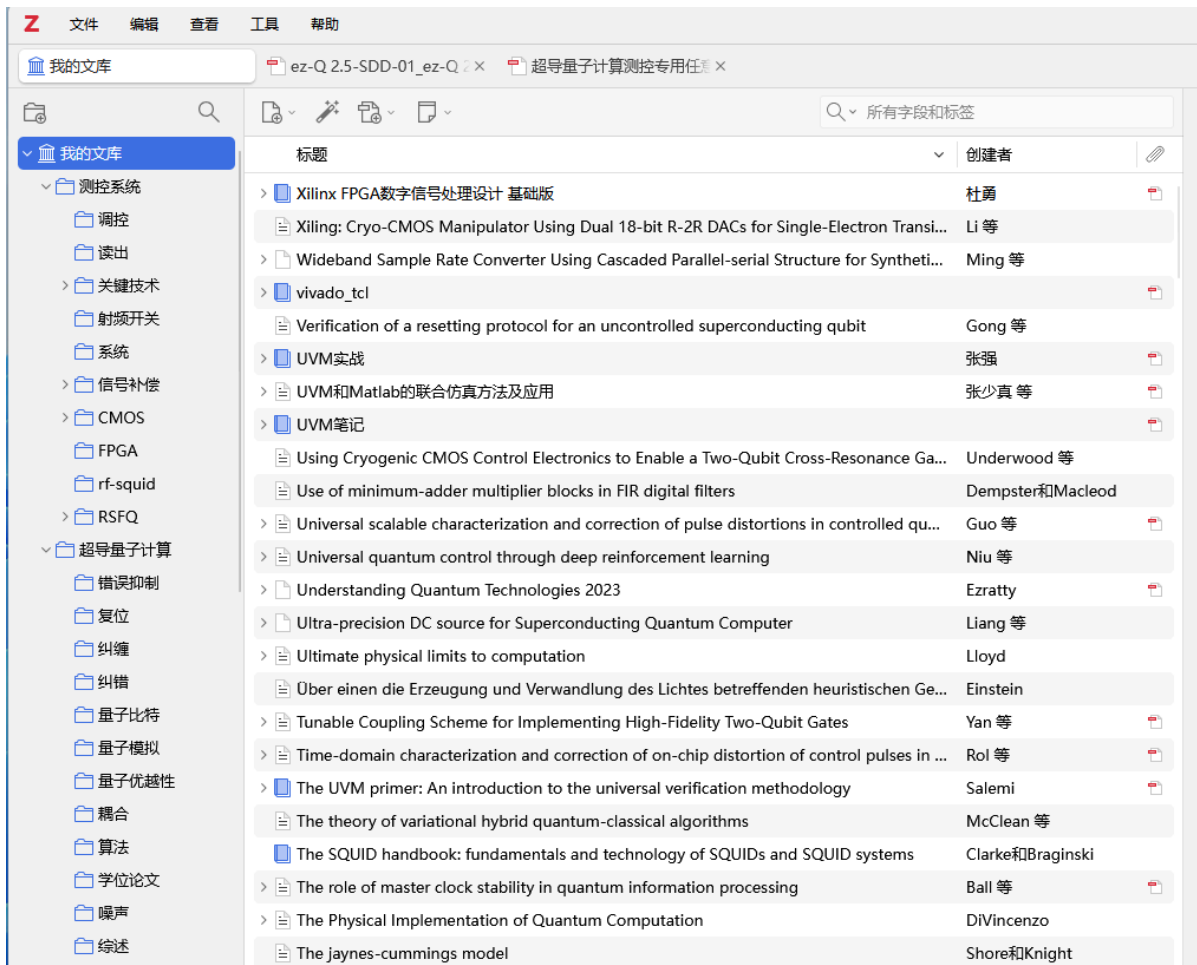 Z 文件 编辑 查看 工具 帮助
我的文库 ez-Q 2.5-SDD-01_ez-Q 超导量子计算测控专用任
所有字段和标签
我的文库
测控系统
调控
读出
关键技术
射频开关
系统
信号补偿
CMOS
FPGA
rf-squid
RSFQ
超导量子计算
错误抑制
复位
纠缠
纠错
量子比特
量子模拟
量子优越性
耦合
算法
学位论文
噪声
综述
标题 创建者
Xilinx FPGA数字信号处理设计 基础版 杜勇
Xiling: Cryo-CMOS Manipulator Using Dual 18-bit R-2R DACs for Single-Electron Transi... Li 等
Wideband Sample Rate Converter Using Cascaded Parallel-serial Structure for Syntheti... Ming 等
vivado_tcl
Verification of a resetting protocol for an uncontrolled superconducting qubit Gong 等
UVM实战 张强
UVM和Matlab的联合仿真方法及应用 张少真 等
UVM笔记
Using Cryogenic CMOS Control Electronics to Enable a Two-Qubit Cross-Resonance Ga... Underwood 等
Use of minimum-adder multiplier blocks in FIR digital filters Dempster和Macleod
Universal scalable characterization and correction of pulse distortions in controlled qu... Guo 等
Universal quantum control through deep reinforcement learning Niu 等
Understanding Quantum Technologies 2023 Ezratty
Ultra-precision DC source for Superconducting Quantum Computer Liang 等
Ultimate physical limits to computation Lloyd
Über einen die Erzeugung und Verwandlung des Lichtes betreffenden heuristischen Ge... Einstein
Tunable Coupling Scheme for Implementing High-Fidelity Two-Qubit Gates Yan 等
Time-domain characterization and correction of on-chip distortion of control pulses in ... Rol 等
The UVM primer: An introduction to the universal verification methodology Salemi
The theory of variational hybrid quantum-classical algorithms McClean 等
The SQUID handbook: fundamentals and technology of SQUIDs and SQUID systems Clarke和Braginski
The role of master clock stability in quantum information processing Ball 等
The Physical Implementation of Quantum Computation DiVincenzo
The jaynes-cummings model Shore和Knight